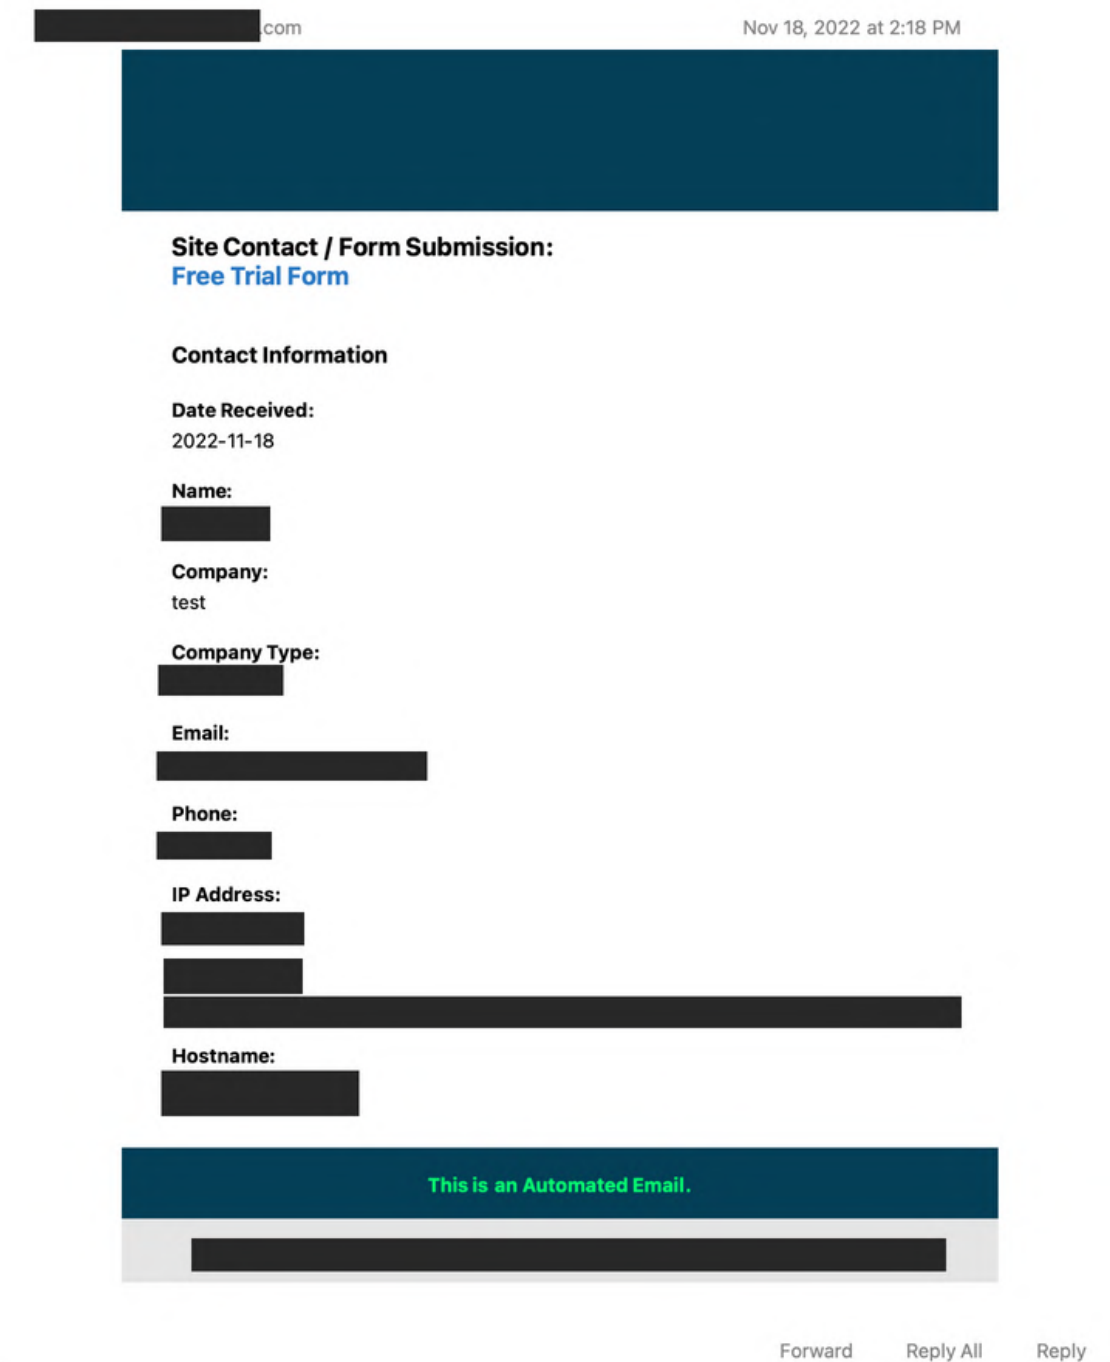 .com
Nov 18, 2022 at 2:18 PM
Site Contact / Form Submission:
Free Trial Form
Contact Information
Date Received:
2022-11-18
Name:
Company:
test
Company Type:
Email:
Phone:
IP Address:
Hostname:
This is an Automated Email.
Forward
Reply All
Reply